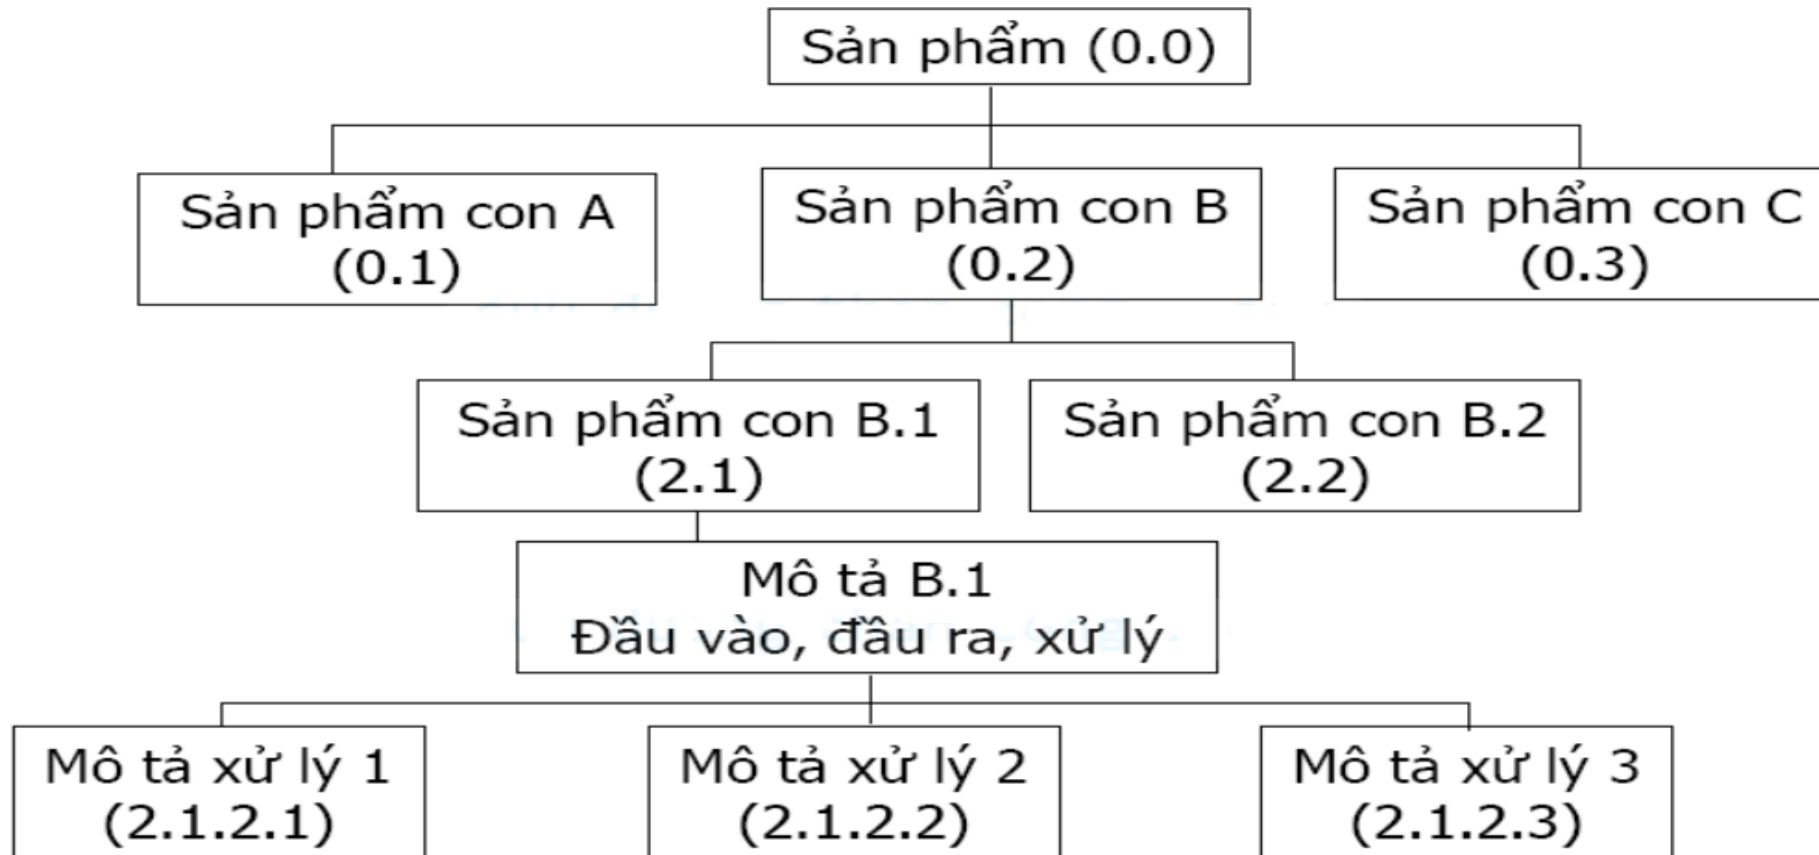 Sản phẩm (0.0)
Sản phẩm con A
(0.1)
Sản phẩm con B
(0.2)
Sản phẩm con C
(0.3)
Sản phẩm con B.1
(2.1)
Sản phẩm con B.2
(2.2)
Mô tả B.1
Đầu vào, đầu ra, xử lý
Mô tả xử lý 1
(2.1.2.1)
Mô tả xử lý 2
(2.1.2.2)
Mô tả xử lý 3
(2.1.2.3)